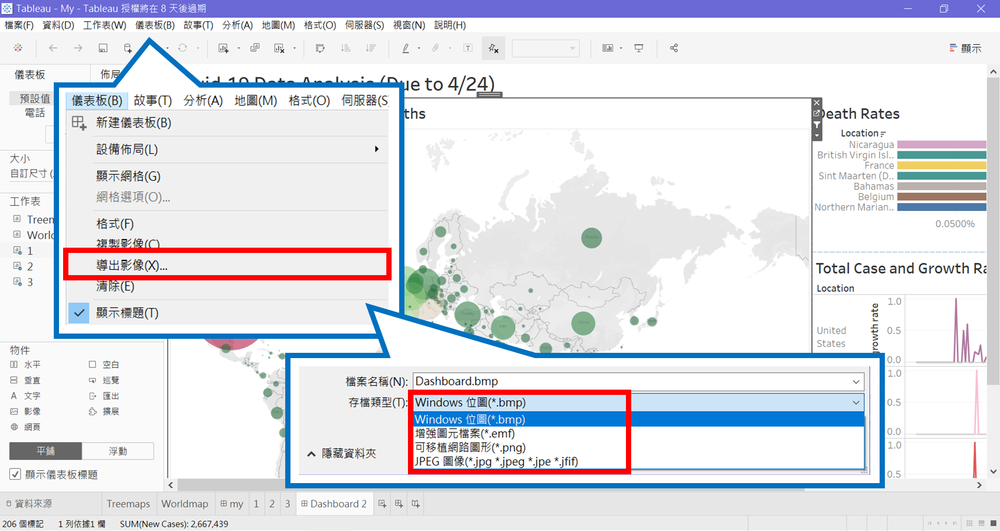 Tableau - My - Tableau 授權將在 8 天後過期
檔案(F) 資料(D) 工作表(W) 儀表板(B) 故事(T) 分析(A) 地圖(M) 格式(O) 伺服器(S) 視窗(N) 說明(H)
顯示
儀表板
預設值
電話
大小
自訂尺寸
工作表
Treem
World
1
2
3
儀表板(B) 故事(T) 分析(A) 地圖(M) 格式(O) 伺服器(S)
新建儀表板(B)
設備佈局(L)
顯示網格(G)
網格選項(O)...
格式(F)
複製影像(C)
導出影像(X)...
清除(E)
顯示標題(T)
id-19 Data Analysis (Due to 4/24)
ths
Russia
Turkey
Iran
China
India
Japan
Colombia
Peru
Death Rates
Location
Nicaragua
British Virgin Isl..
France
Sint Maarten (D..
Bahamas
Belgium
Northern Marian..
0.0500%
Total Case and Growth Ra
Location
United States
growth rate
1.0
0.5
0.0
1.0
0.5
0.0
1.0
0.5
物件
水平 空白
垂直 巡覽
文字 匯出
影像 擴展
網頁
平鋪 浮動
顯示儀表板標題
檔案名稱(N): Dashboard.bmp
存檔類型(T): Windows 位圖(*.bmp)
Windows 位圖(*.bmp)
增強圖元檔案(*.emf)
可移植網路圖形(*.png)
JPEG 圖像(*.jpg *.jpeg *.jpe *.jfif)
隱藏資料夾
資料來源 Treemaps Worldmap my 1 2 3 Dashboard 2
206 個標記 1 列依據1 欄 SUM(New Cases): 2,667,439